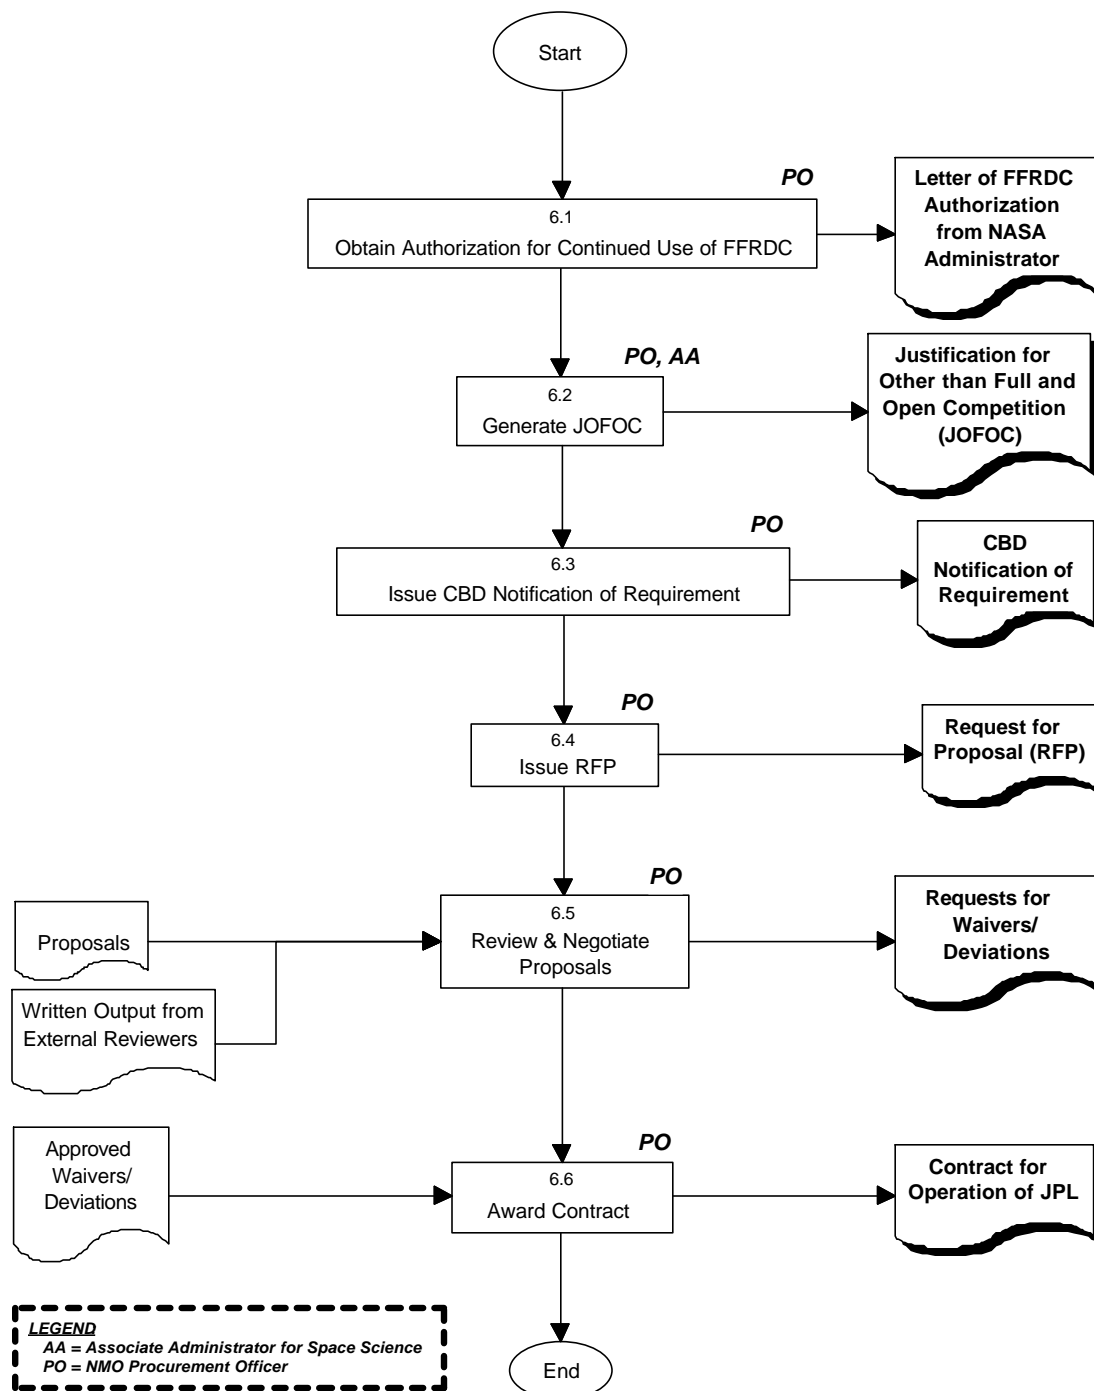 Start
PO
6.1
Obtain Authorization for Continued Use of FFRDC
Letter of FFRDC
Authorization
from NASA
Administrator
PO, AA
6.2
Generate JOFOC
Justification for
Other than Full and
Open Competition
(JOFOC)
PO
6.3
Issue CBD Notification of Requirement
CBD
Notification of
Requirement
PO
6.4
Issue RFP
Request for
Proposal (RFP)
PO
6.5
Review & Negotiate
Proposals
Requests for
Waivers/
Deviations
Proposals
Written Output from
External Reviewers
Approved
Waivers/
Deviations
PO
6.6
Award Contract
Contract for
Operation of JPL
LEGEND
AA = Associate Administrator for Space Science
PO = NMO Procurement Officer
End